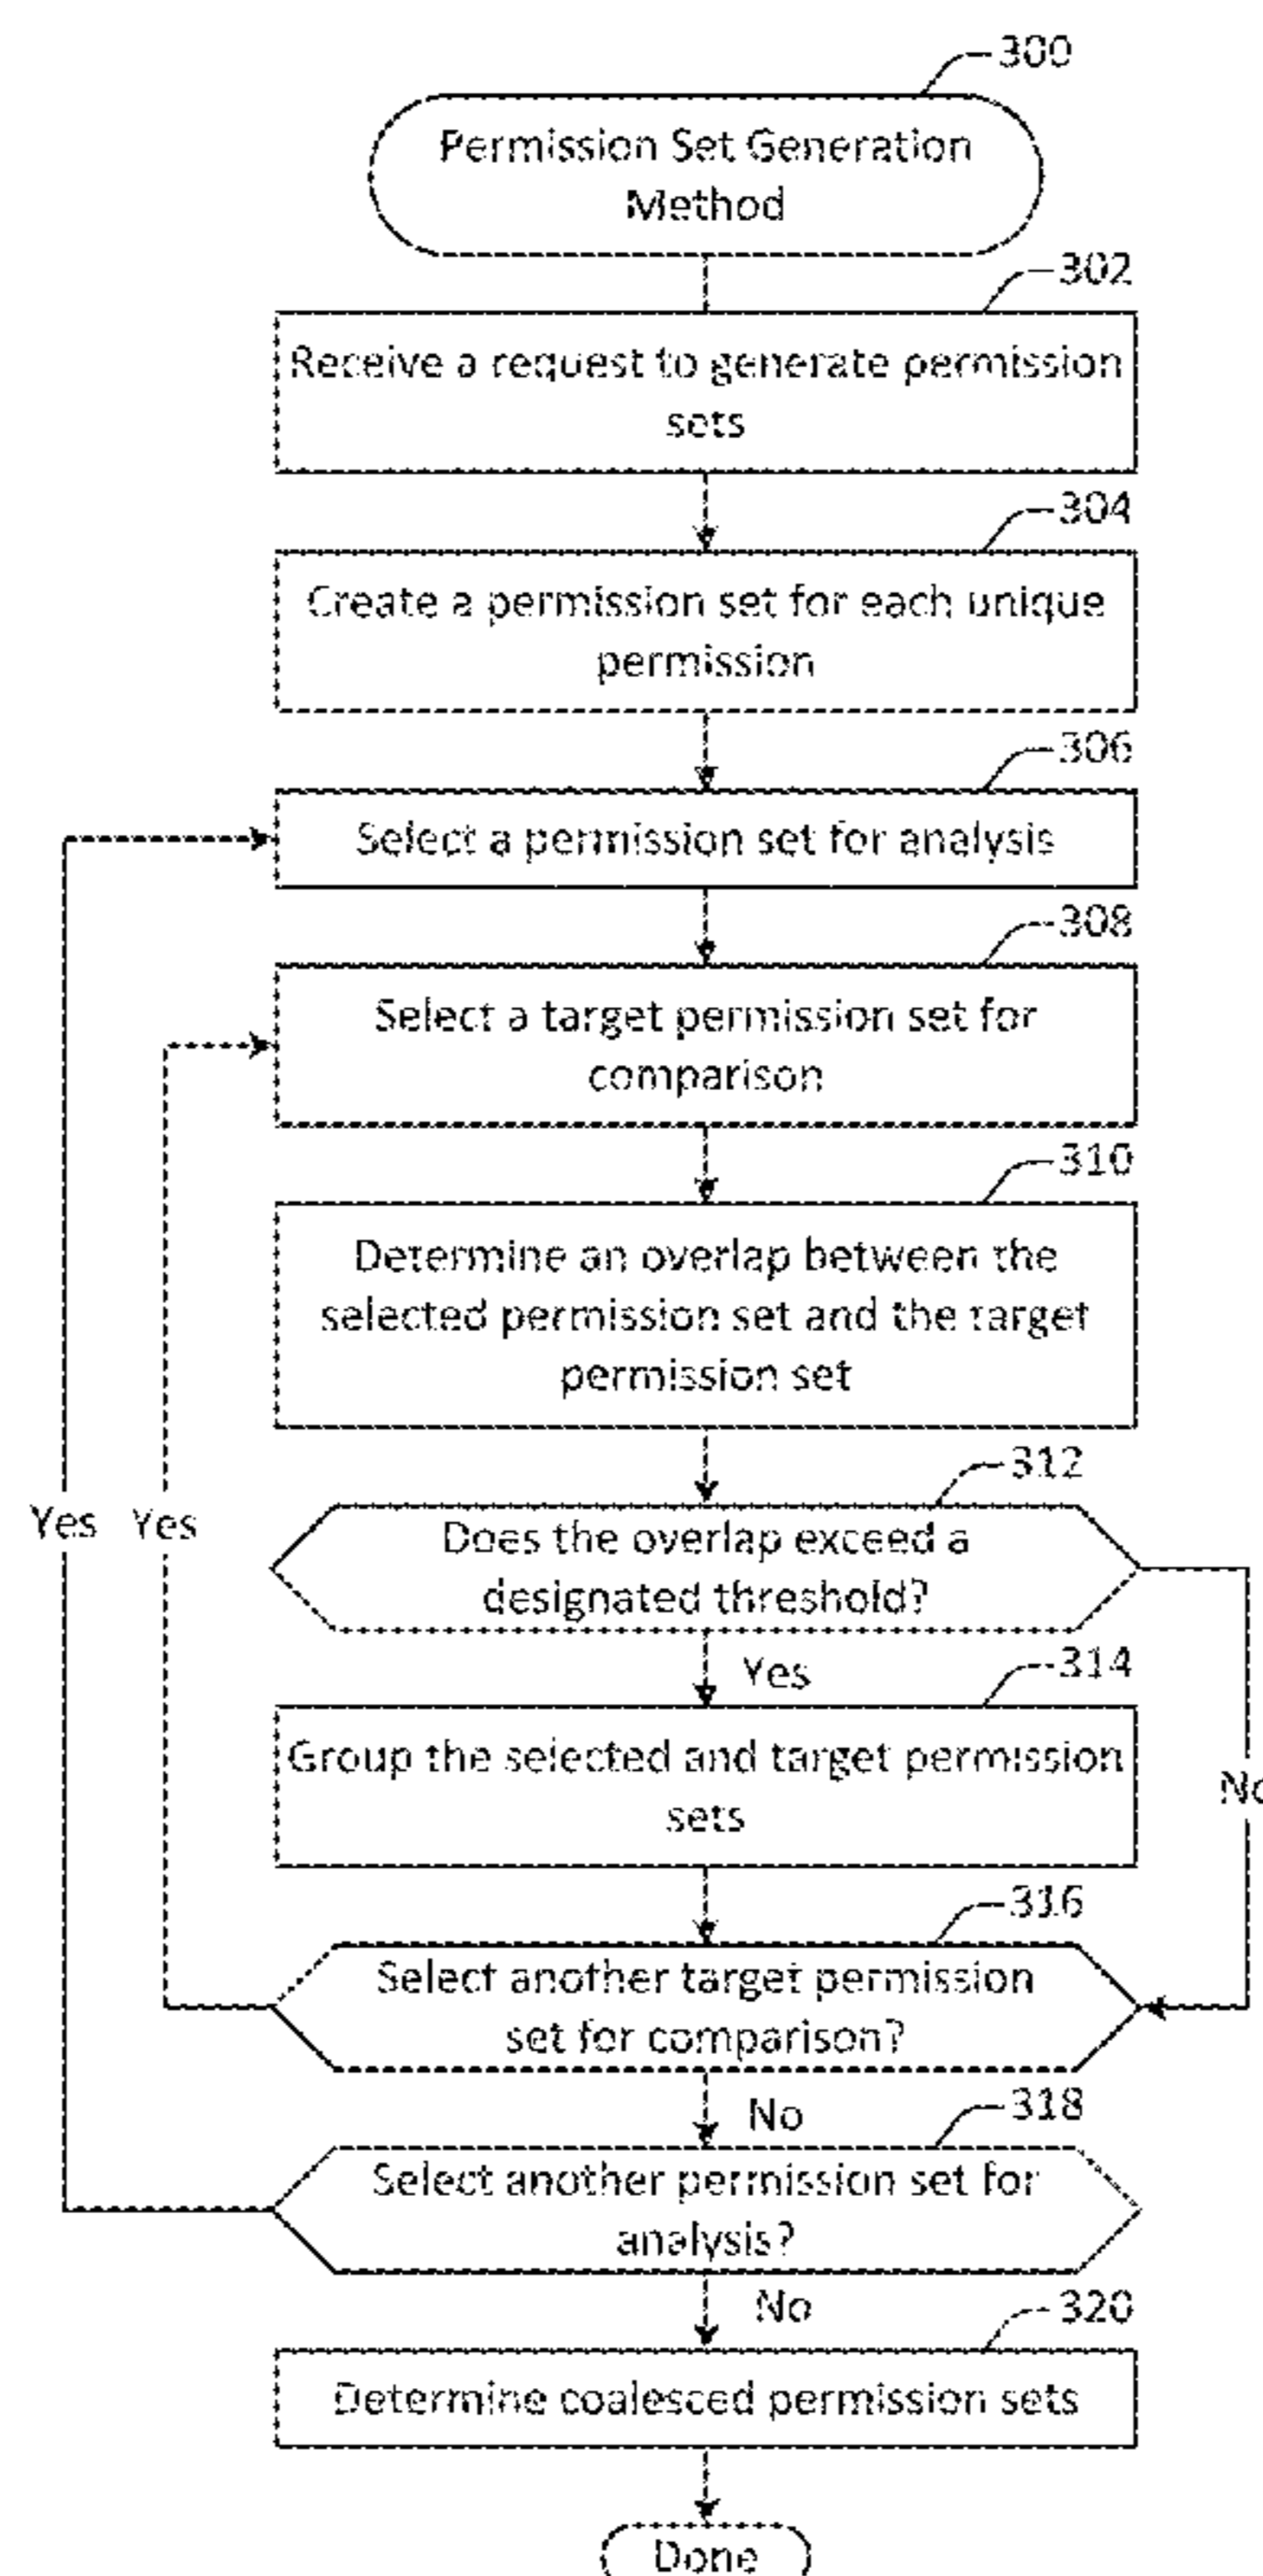 300
Permission Set Generation
Method
302
Receive a request to generate permission
sets
304
Create a permission set for each unique
permission
306
Select a permission set for analysis
308
Select a target permission set for
comparison
310
Determine an overlap between the
selected permission set and the target
permission set
312
Does the overlap exceed a
designated threshold?
Yes
Yes
Yes
314
Group the selected and target permission
sets
No
316
Select another target permission
set for comparison?
No
318
Select another permission set for
analysis?
No
320
Determine coalesced permission sets
Done